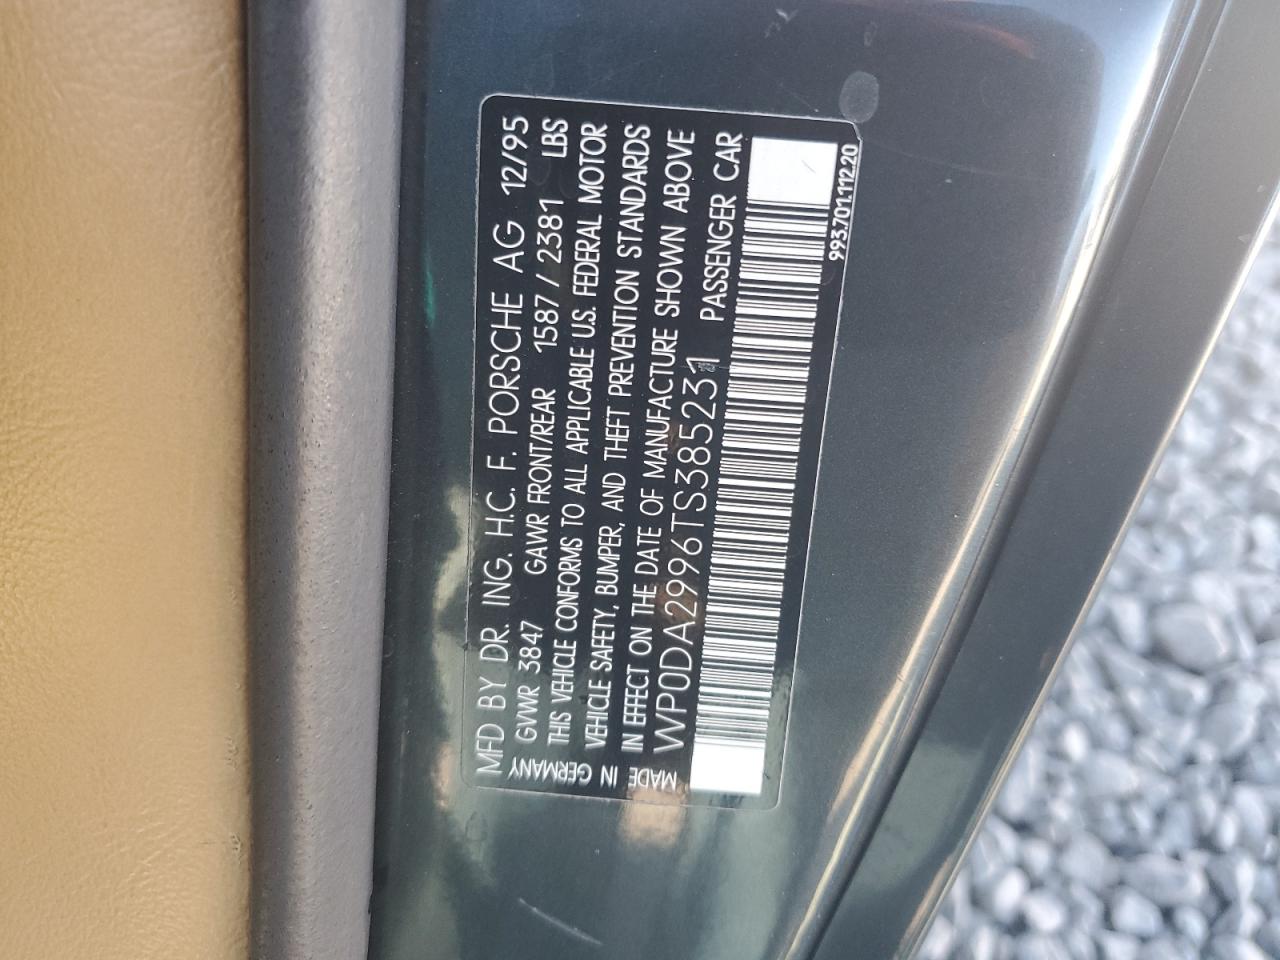 MFD BY DR. ING. H.C. F. PORSCHE AG 12/95
GVWR 3847 GAWR FRONT/REAR 1587 / 2381 LBS
THIS VEHICLE CONFORMS TO ALL APPLICABLE U.S. FEDERAL MOTOR
VEHICLE SAFETY, BUMPER, AND THEFT PREVENTION STANDARDS
IN EFFECT ON THE DATE OF MANUFACTURE SHOWN ABOVE
WP0DA2996TS385231 PASSENGER CAR
MADE IN GERMANY
993.701.112.20